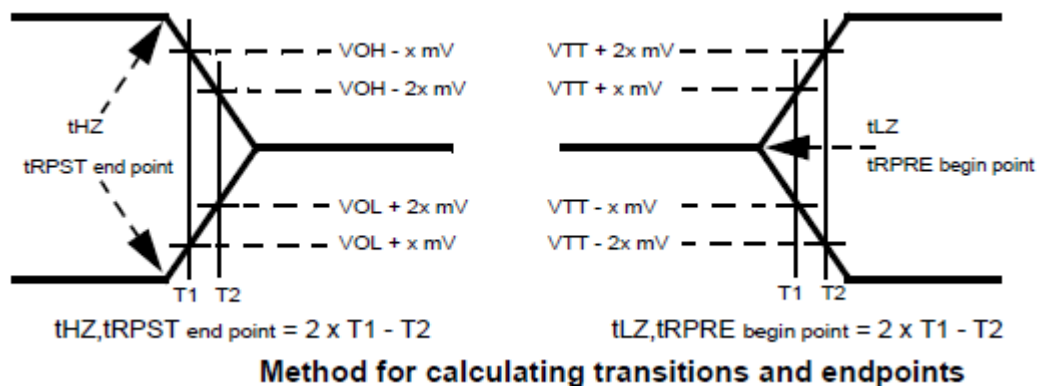 VOH - x mV
VOH - 2x mV
tHZ
tRPST end point
VOL + 2x mV
VOL + x mV
T1 T2
tHZ,tRPST end point = 2 x T1 - T2
VTT + 2x mV
VTT + x mV
tLZ
tRPRE begin point
VTT - x mV
VTT - 2x mV
T1 T2
tLZ,tRPRE begin point = 2 x T1 - T2
Method for calculating transitions and endpoints